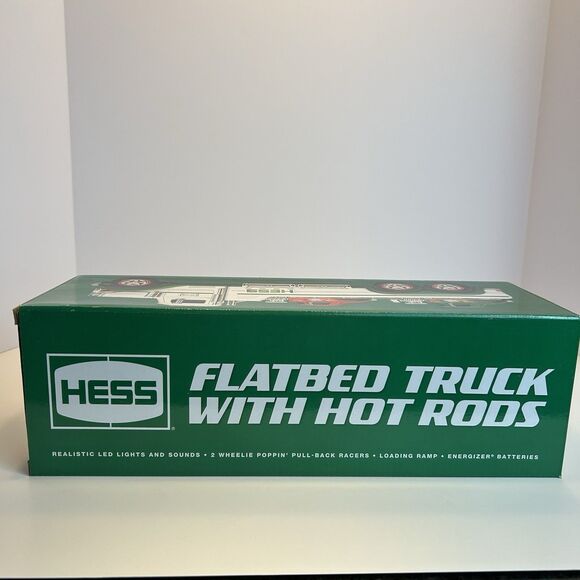 HESS
HESS®
FLATBED TRUCK
WITH HOT RODS
REALISTIC LED LIGHTS AND SOUNDS • 2 WHEELIE POPPIN' PULL-BACK RACERS • LOADING RAMP • ENERGIZER® BATTERIES